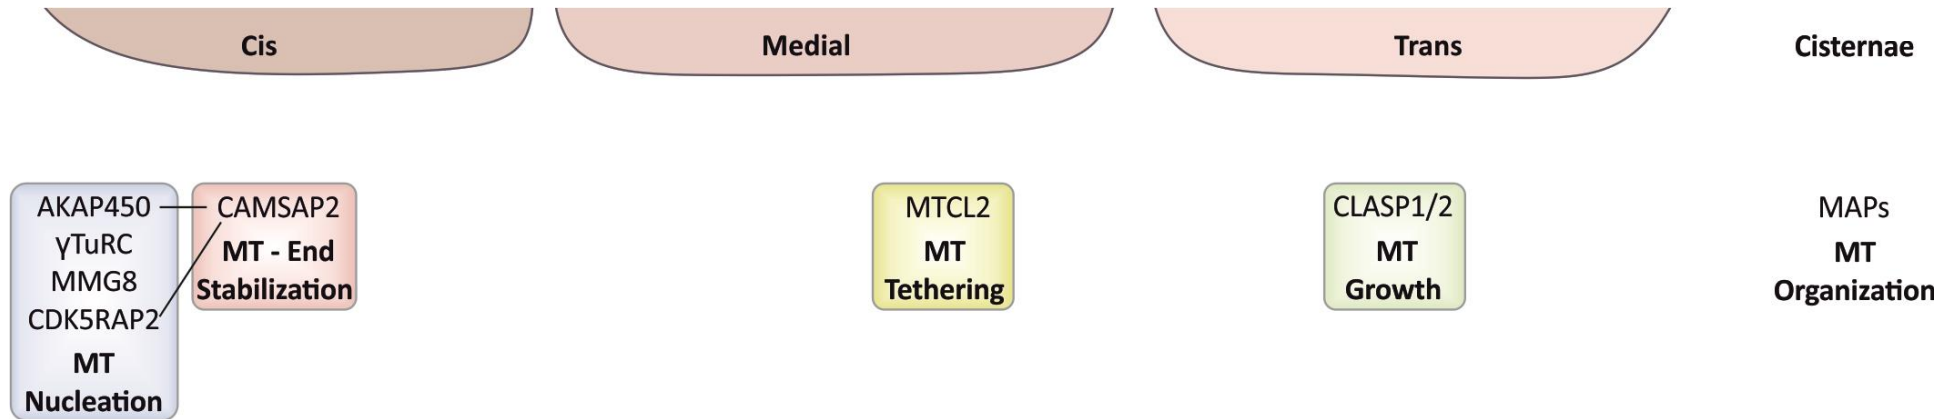 Cis
Medial
Trans
Cisternae
AKAP450
γTuRC
MMG8
CDK5RAP2
MT
Nucleation
CAMSAP2
MT - End
Stabilization
MTCL2
MT
Tethering
CLASP1/2
MT
Growth
MAPs
MT
Organization